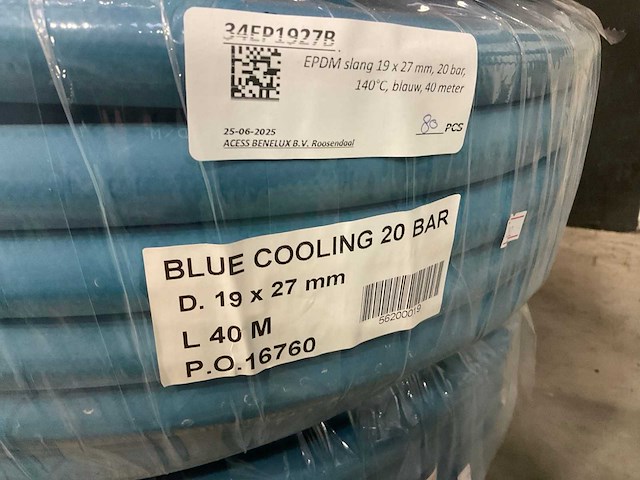 34EP1927B
EPDM slang 19 x 27 mm, 20 bar,
140°C, blauw, 40 meter
80 PCS
25-06-2025
ACESS BENELUX B.V. Roosendaal
BLUE COOLING 20 BAR
D. 19 x 27 mm
L 40 M
P.O.16760
56200019